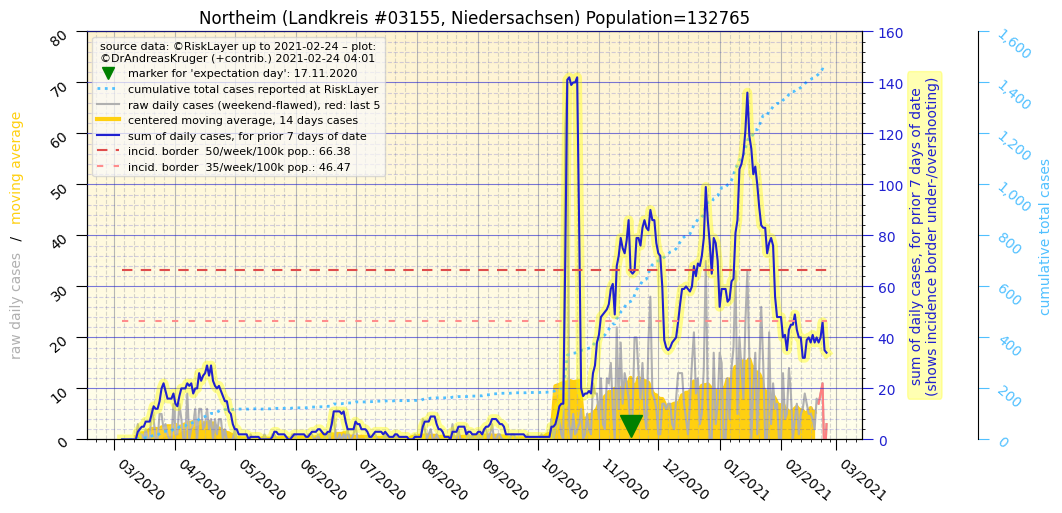 Northeim (Landkreis #03155, Niedersachsen) Population=132765
source data: ©RiskLayer up to 2021-02-24 – plot:
©DrAndreasKruger (+contrib.) 2021-02-24 04:01
marker for 'expectation day': 17.11.2020
cumulative total cases reported at RiskLayer
raw daily cases (weekend-flawed), red: last 5
centered moving average, 14 days cases
sum of daily cases, for prior 7 days of date
incid. border  50/week/100k pop.: 66.38
incid. border  35/week/100k pop.: 46.47
raw daily cases / moving average
80
70
60
50
40
30
20
10
0
160
140
120
100
80
60
40
20
0
sum of daily cases, for prior 7 days of date
(shows incidence border under-/overshooting)
1,600
1,400
1,200
1,000
800
600
400
200
0
cumulative total cases
03/2020
04/2020
05/2020
06/2020
07/2020
08/2020
09/2020
10/2020
11/2020
12/2020
01/2021
02/2021
03/2021